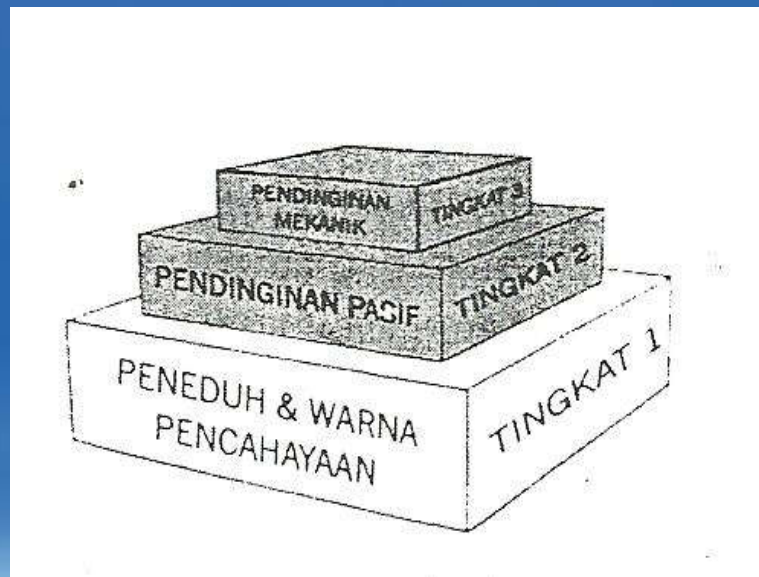 PENDINGINAN
MEKANIK
TINGKAT 3
PENDINGINAN PASIF
TINGKAT 2
PENEDUH & WARNA
PENCAHAYAAN
TINGKAT 1